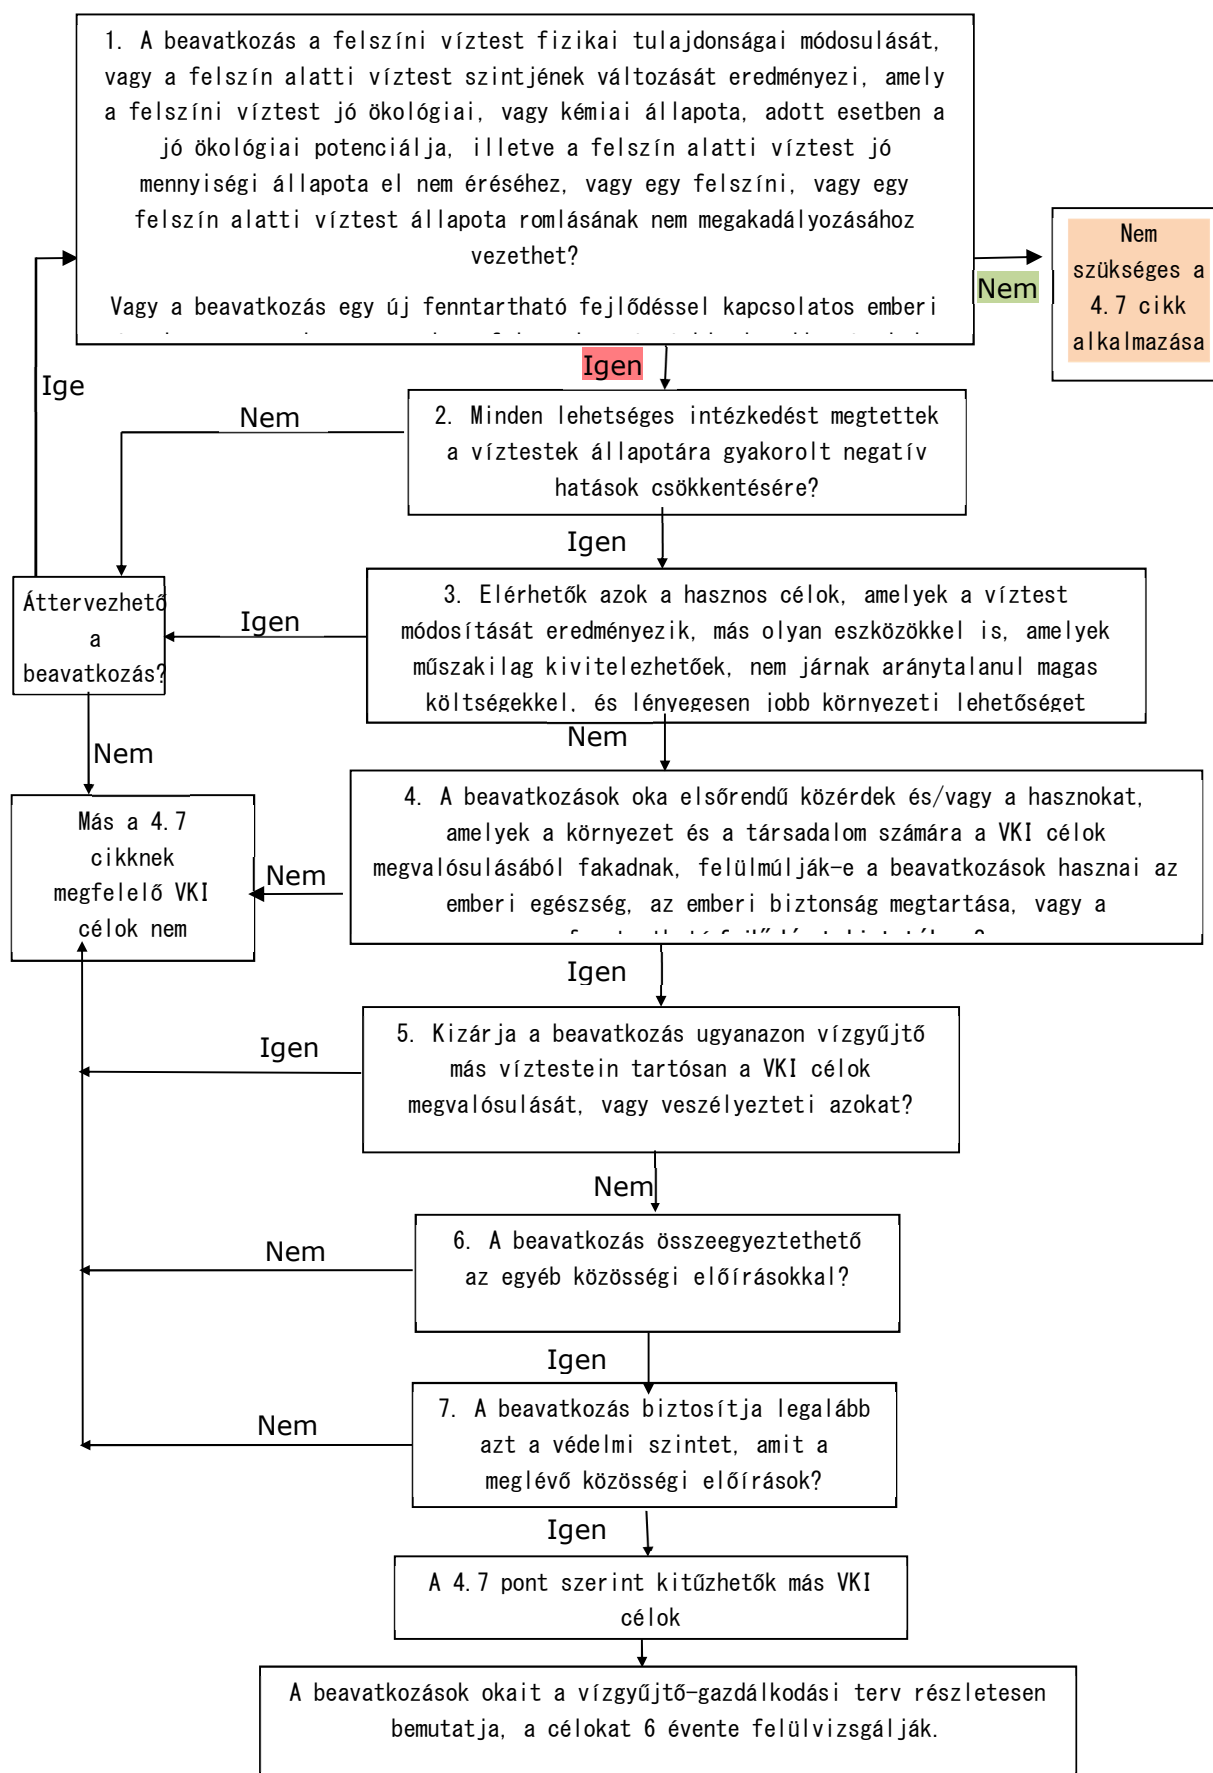 1. A beavatkozás a felszíni víztest fizikai tulajdonságai módosulását,
vagy a felszín alatti víztest szintjének változását eredményezi, amely
a felszíni víztest jó ökológiai, vagy kémiai állapota, adott esetben a
jó ökológiai potenciálja, illetve a felszín alatti víztest jó
mennyiségi állapota el nem éréséhez, vagy egy felszíni, vagy egy
felszín alatti víztest állapota romlásának nem megakadályozásához
vezethet?
Vagy a beavatkozás egy új fenntartható fejlődéssel kapcsolatos emberi
Nem
Nem
szükséges a
4.7 cikk
alkalmazása
Igen
Ige
Nem
2. Minden lehetséges intézkedést megtettek
a víztestek állapotára gyakorolt negatív
hatások csökkentésére?
Igen
Áttervezhető
a
beavatkozás?
Igen
3. Elérhetők azok a hasznos célok, amelyek a víztest
módosítását eredményezik, más olyan eszközökkel is, amelyek
műszakilag kivitelezhetőek, nem járnak aránytalanul magas
költségekkel, és lényegesen jobb környezeti lehetőséget
Nem
Nem
Más a 4.7
cikknek
megfelelő VKI
célok nem
Nem
4. A beavatkozások oka elsőrendű közérdek és/vagy a hasznokat,
amelyek a környezet és a társadalom számára a VKI célok
megvalósulásából fakadnak, felülmúlják-e a beavatkozások hasznai az
emberi egészség, az emberi biztonság megtartása, vagy a
Igen
Igen
5. Kizárja a beavatkozás ugyanazon vízgyűjtő
más víztestein tartósan a VKI célok
megvalósulását, vagy veszélyezteti azokat?
Nem
Nem
6. A beavatkozás összeegyeztethető
az egyéb közösségi előírásokkal?
Igen
Nem
7. A beavatkozás biztosítja legalább
azt a védelmi szintet, amit a
meglévő közösségi előírások?
Igen
A 4.7 pont szerint kitűzhetők más VKI
célok
A beavatkozások okait a vízgyűjtő-gazdálkodási terv részletesen
bemutatja, a célokat 6 évente felülvizsgálják.